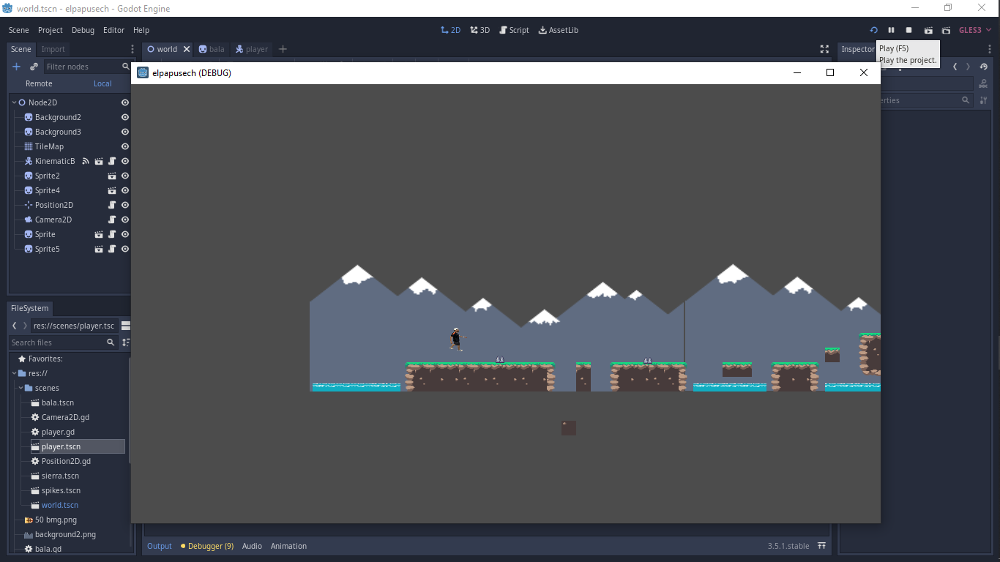 world.tscn - elpapusech - Godot Engine
Scene Project Debug Editor Help
2D 3D Script AssetLib
GLES3
Play (F5)
Play the project.
Scene Import
world bala player
Inspector
Filter nodes
Remote Local
elpapusech (DEBUG)
erties
Node2D
Background2
Background3
TileMap
KinematicB
Sprite2
Sprite4
Position2D
Camera2D
Sprite
Sprite5
FileSystem
res://scenes/player.tsc
Search files
Favorites:
res://
scenes
bala.tscn
Camera2D.gd
player.gd
player.tscn
Position2D.gd
sierra.tscn
spikes.tscn
world.tscn
50 bmg.png
background2.png
bala.gd
Output Debugger (9) Audio Animation
3.5.1.stable